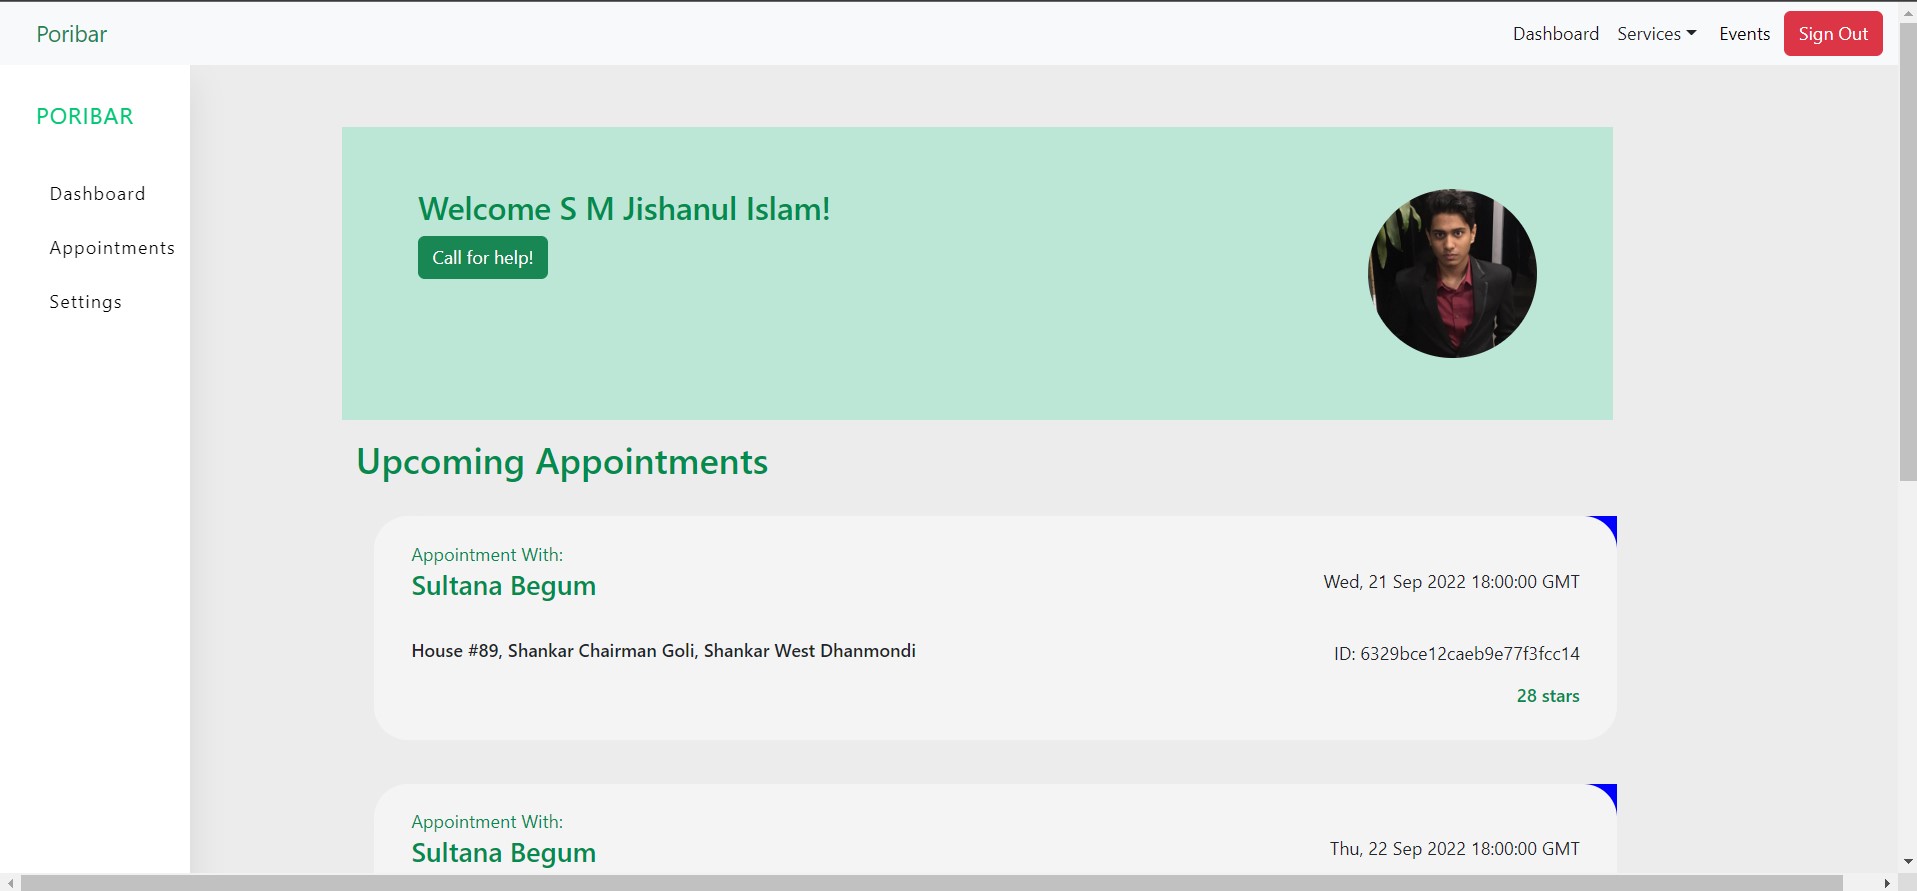 Poribar
Dashboard Services Events Sign Out
PORIBAR
Dashboard
Appointments
Settings
Welcome S M Jishanul Islam!
Call for help!
Upcoming Appointments
Appointment With:
Sultana Begum
Wed, 21 Sep 2022 18:00:00 GMT
House #89, Shankar Chairman Goli, Shankar West Dhanmondi
ID: 6329bce12caeb9e77f3fcc14
28 stars
Appointment With:
Sultana Begum
Thu, 22 Sep 2022 18:00:00 GMT